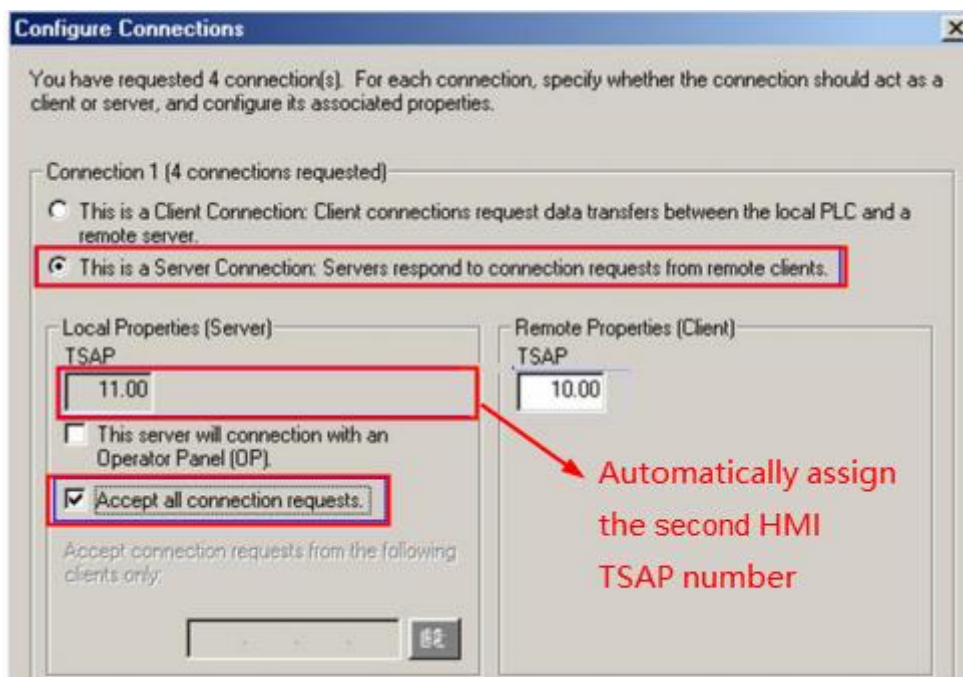 Configure Connections
You have requested 4 connection(s). For each connection, specify whether the connection should act as a
client or server, and configure its associated properties.
Connection 1 (4 connections requested)
This is a Client Connection: Client connections request data transfers between the local PLC and a
remote server.
This is a Server Connection: Servers respond to connection requests from remote clients.
Local Properties (Server)
TSAP
11.00
This server will connection with an
Operator Panel (OP).
Accept all connection requests.
Accept connection requests from the following
clients only:
Remote Properties (Client)
TSAP
10.00
Automatically assign
the second HMI
TSAP number